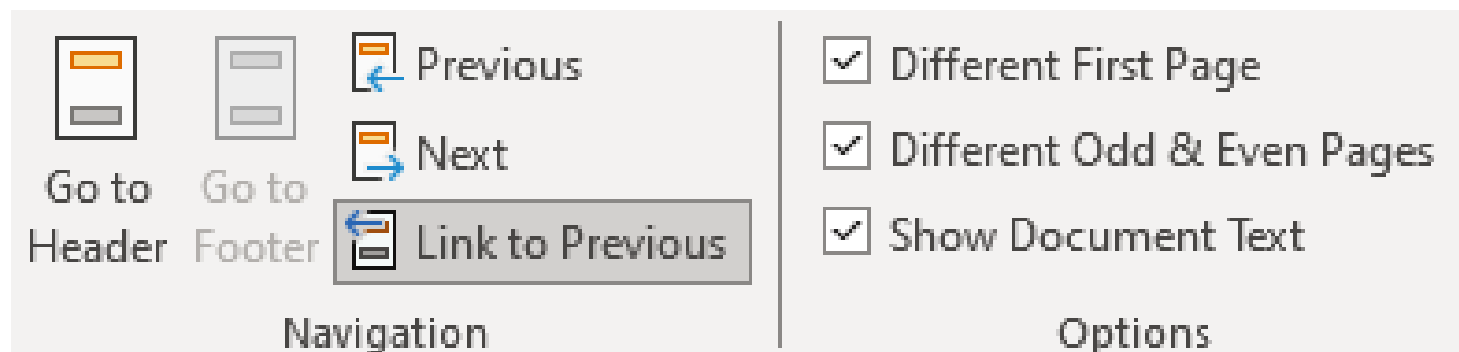 Go to
Header
Go to
Footer
Previous
Next
Link to Previous
Navigation
Different First Page
Different Odd & Even Pages
Show Document Text
Options